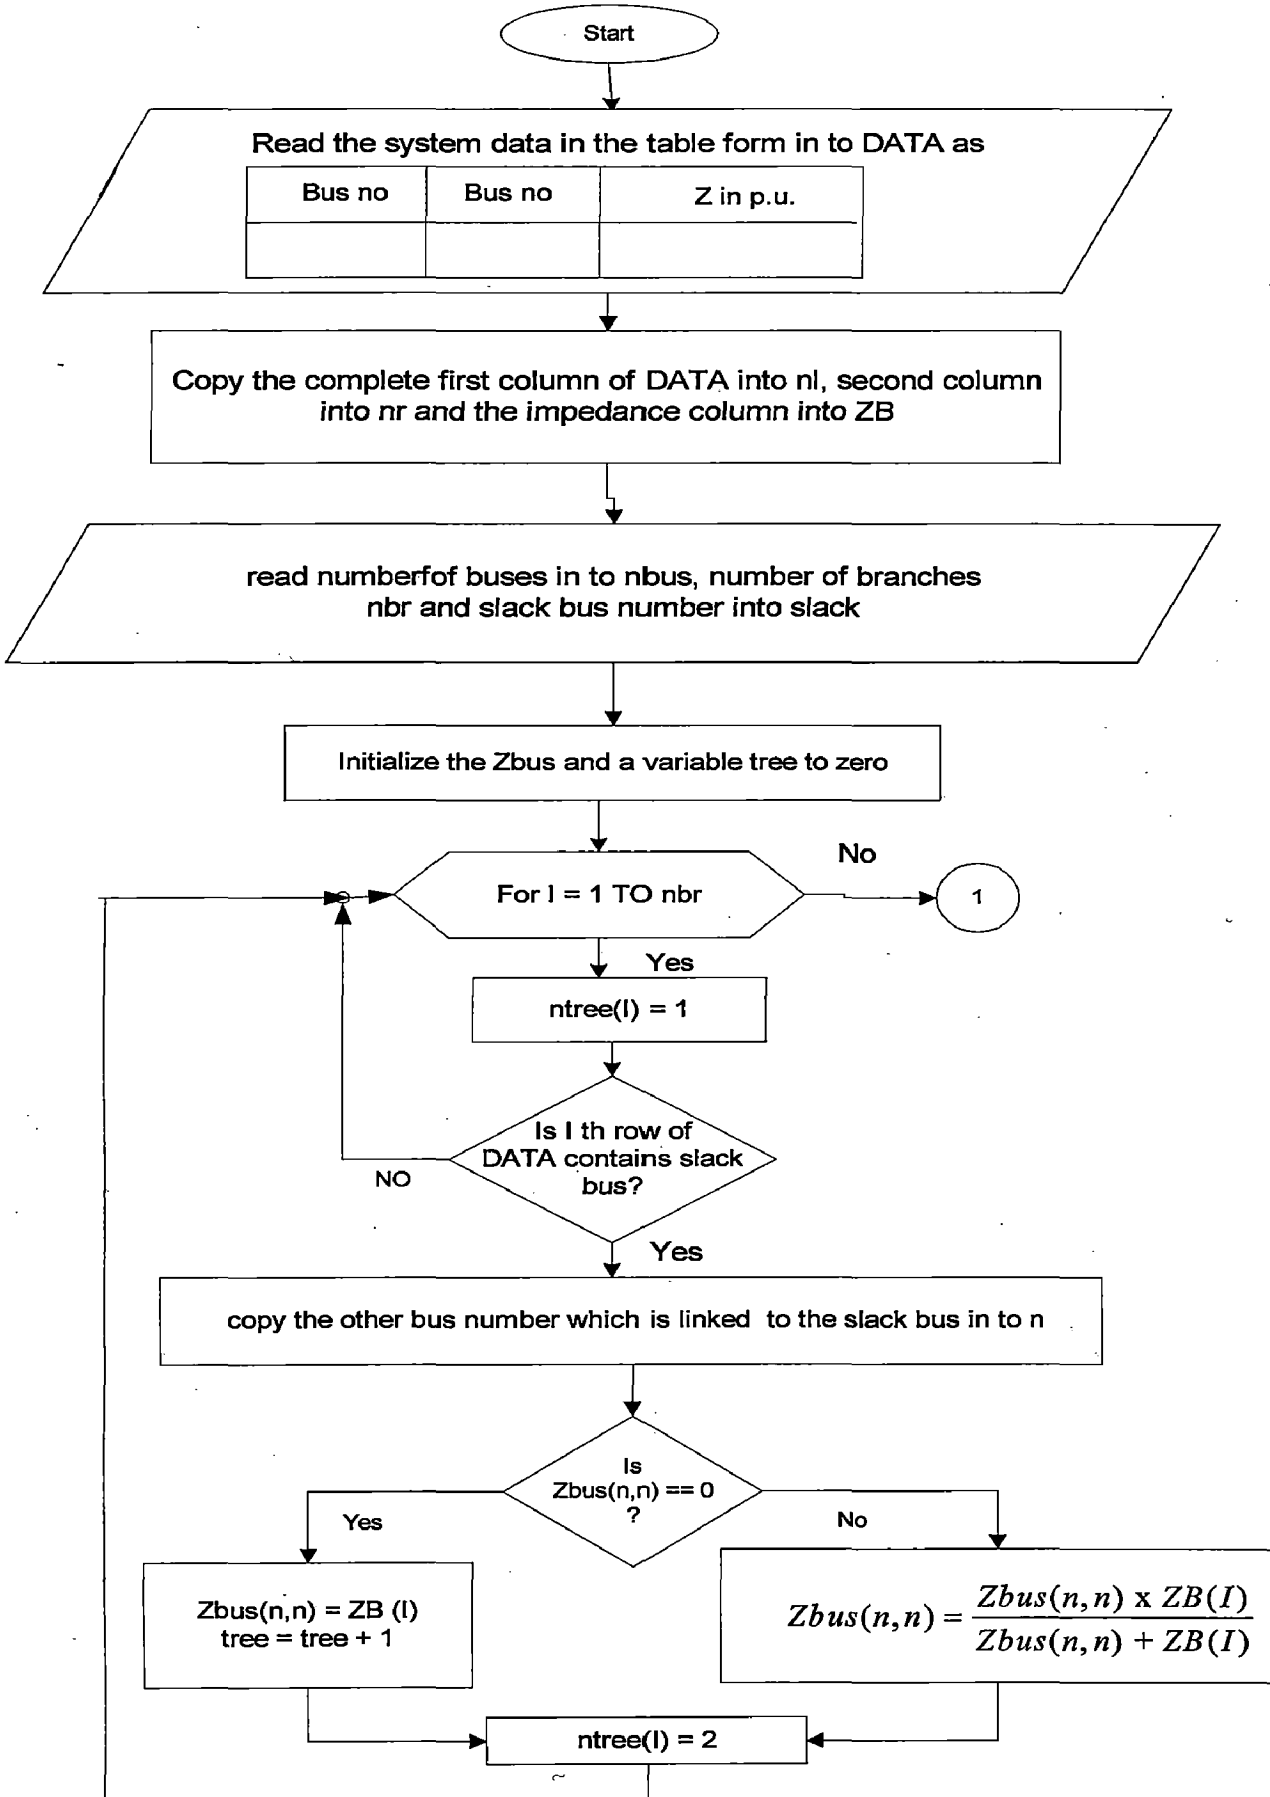 Start
Read the system data in the table form in to DATA as
Bus no
Bus no
Z in p.u.
Copy the complete first column of DATA into nl, second column
into nr and the impedance column into ZB
read numberfof buses in to nbus, number of branches
nbr and slack bus number into slack
Initialize the Zbus and a variable tree to zero
For I = 1 TO nbr
No
1
Yes
ntree(I) = 1
Is I th row of
DATA contains slack
bus?
NO
Yes
copy the other bus number which is linked to the slack bus in to n
Is
Zbus(n,n) == 0
?
Yes
No
Zbus(n,n) = ZB (I)
tree = tree + 1
Zbus(n,n) = Zbus(n,n) x ZB(I)
Zbus(n,n) + ZB(I)
ntree(I) = 2